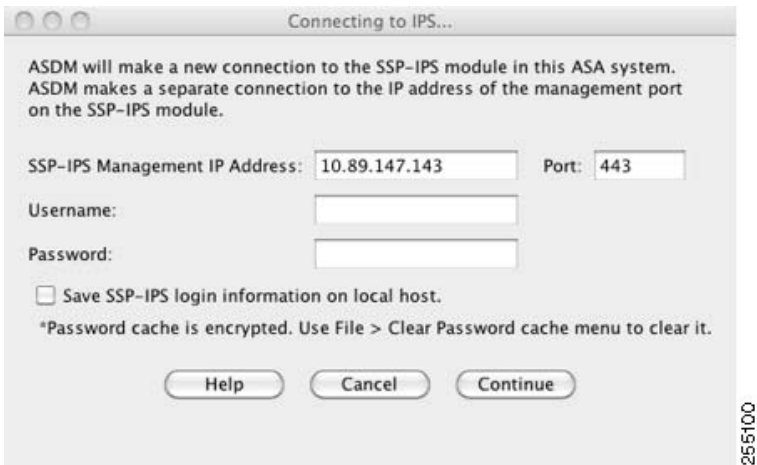 Connecting to IPS...
ASDM will make a new connection to the SSP-IPS module in this ASA system.
ASDM makes a separate connection to the IP address of the management port
on the SSP-IPS module.
SSP-IPS Management IP Address: 10.89.147.143 Port: 443
Username:
Password:
Save SSP-IPS login information on local host.
*Password cache is encrypted. Use File > Clear Password cache menu to clear it.
Help Cancel Continue
255100